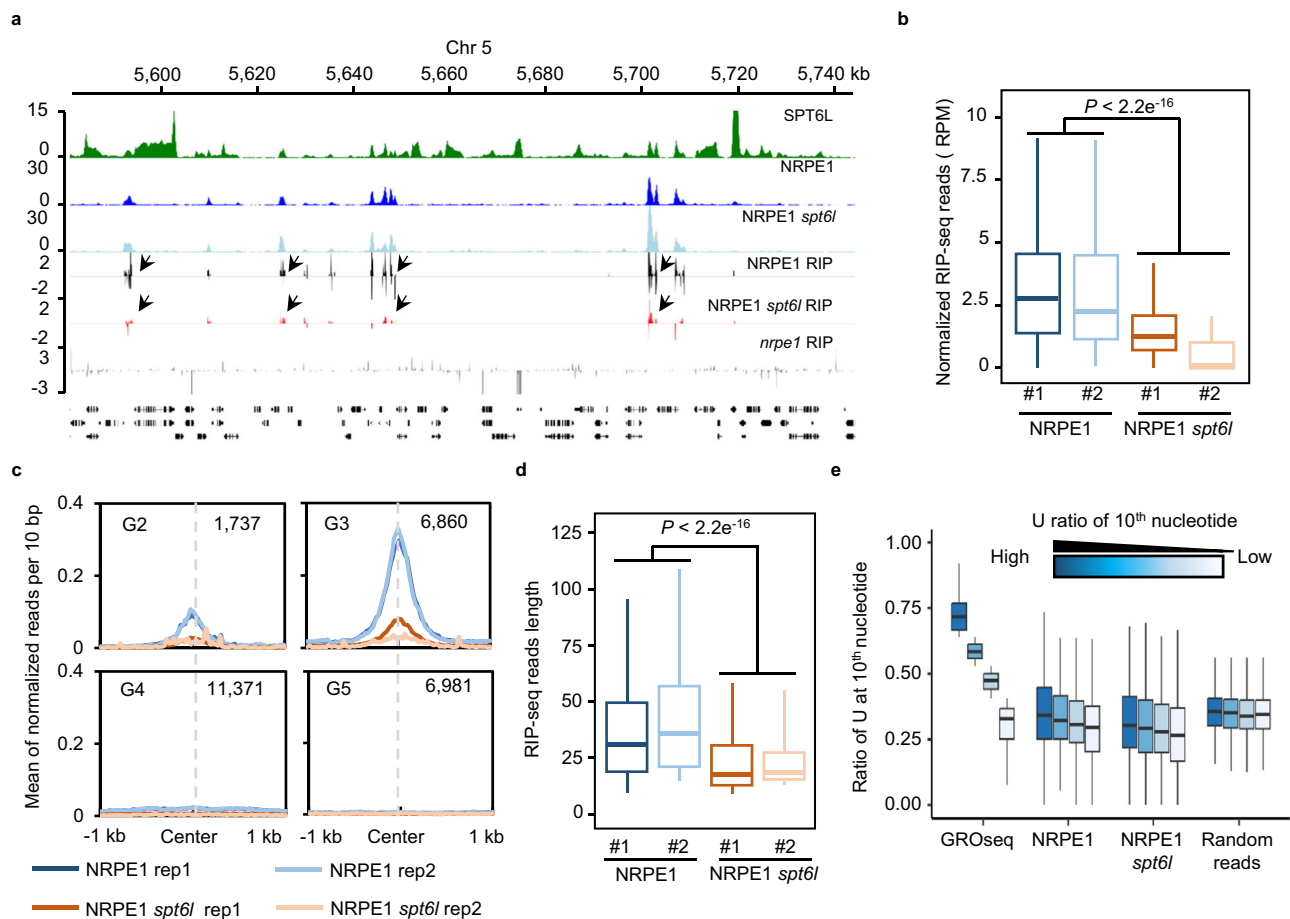 a
Chr 5
5,600 5,620 5,640 5,660 5,680 5,700 5,720 5,740 kb
15
SPT6L
0
30
NRPE1
0
30
NRPE1 spt6l
0
2
NRPE1 RIP
-2
2
NRPE1 spt6l RIP
-2
3
nrpe1 RIP
-3
b
P < 2.2e-16
Normalized RIP-seq reads ( RPM)
10
7.5
5
2.5
0
#1 #2 #1 #2
NRPE1 NRPE1 spt6l
c
Mean of normalized reads per 10 bp
0.4
0.2
0
G2 1,737
G3 6,860
0.4
0.2
0
G4 11,371
G5 6,981
-1 kb Center 1 kb -1 kb Center 1 kb
NRPE1 rep1 NRPE1 rep2
NRPE1 spt6l rep1 NRPE1 spt6l rep2
d
P < 2.2e-16
RIP-seq reads length
125
100
75
50
25
0
#1 #2 #1 #2
NRPE1 NRPE1 spt6l
e
U ratio of 10th nucleotide
High Low
Ratio of U at 10th nucleotide
1.00
0.75
0.50
0.25
0.00
GROseq NRPE1 NRPE1 Random
spt6l reads